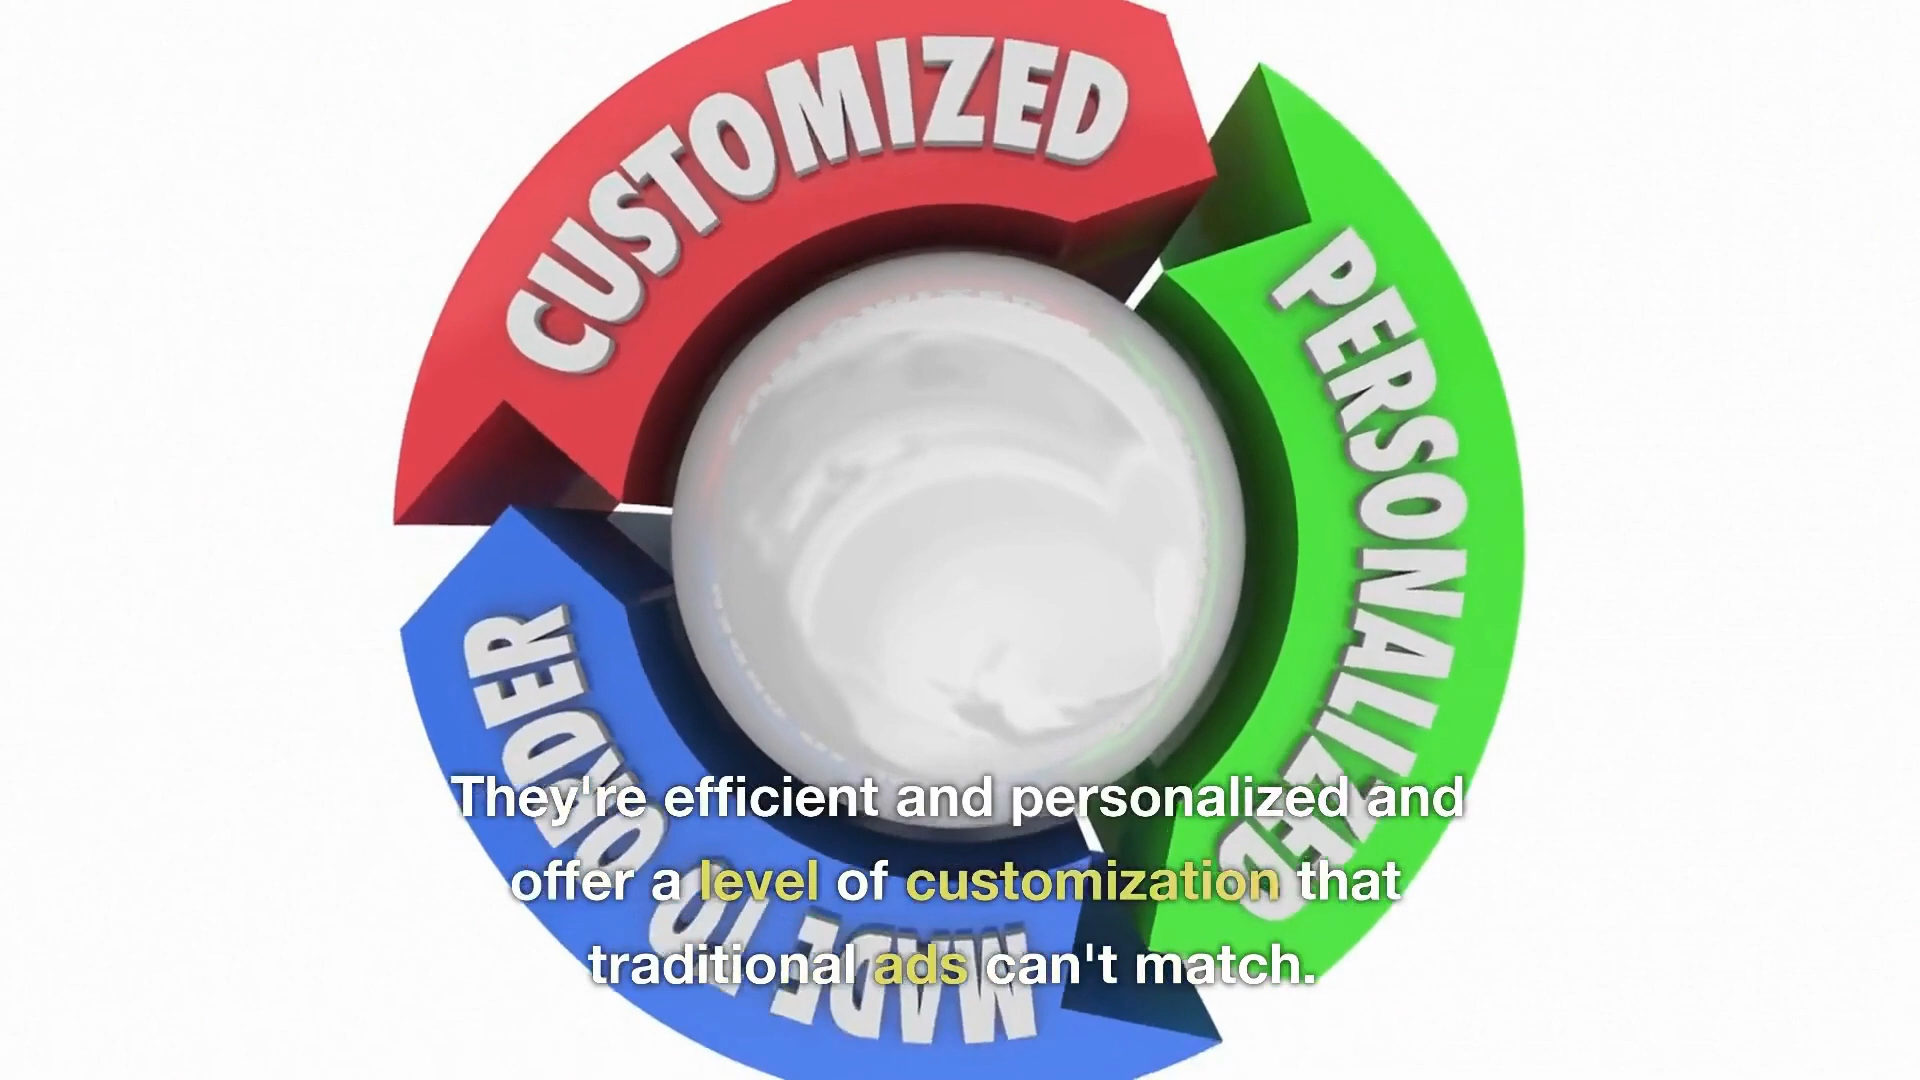 CUSTOMIZED
PERSONALIZED
MADE TO ORDER
They're efficient and personalized and
offer a level of customization that
traditional ads can't match.